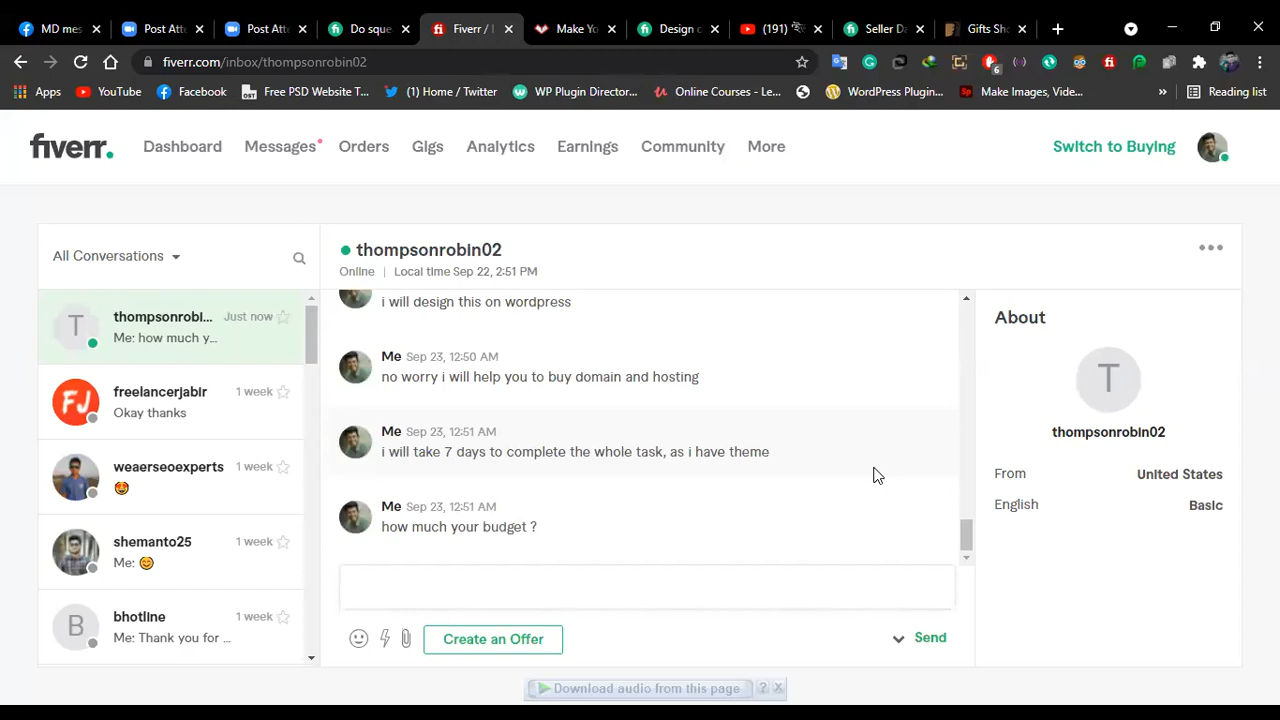 MD mes
Post Atte
Post Atte
Do sque
Fiverr / I
Make Yo
Design c
(191)
Seller Da
Gifts Sho
fiverr.com/inbox/thompsonrobin02
6
Apps
YouTube
Facebook
Free PSD Website T...
(1) Home / Twitter
WP Plugin Director...
Online Courses - Le...
WordPress Plugin...
Make Images, Vide...
»
Reading list
fiverr.
Dashboard
Messages
Orders
Gigs
Analytics
Earnings
Community
More
Switch to Buying
All Conversations
thompsonrobi...
Just now
Me: how much y...
freelancerjabir
1 week
Okay thanks
weaerseoexperts
1 week
😍
shemanto25
1 week
Me: 😊
bhotline
1 week
Me: Thank you for ...
thompsonrobin02
Online | Local time Sep 22, 2:51 PM
i will design this on wordpress
Me Sep 23, 12:50 AM
no worry i will help you to buy domain and hosting
Me Sep 23, 12:51 AM
i will take 7 days to complete the whole task, as i have theme
Me Sep 23, 12:51 AM
how much your budget ?
Create an Offer
Send
About
T
thompsonrobin02
From United States
English Basic
Download audio from this page ? X